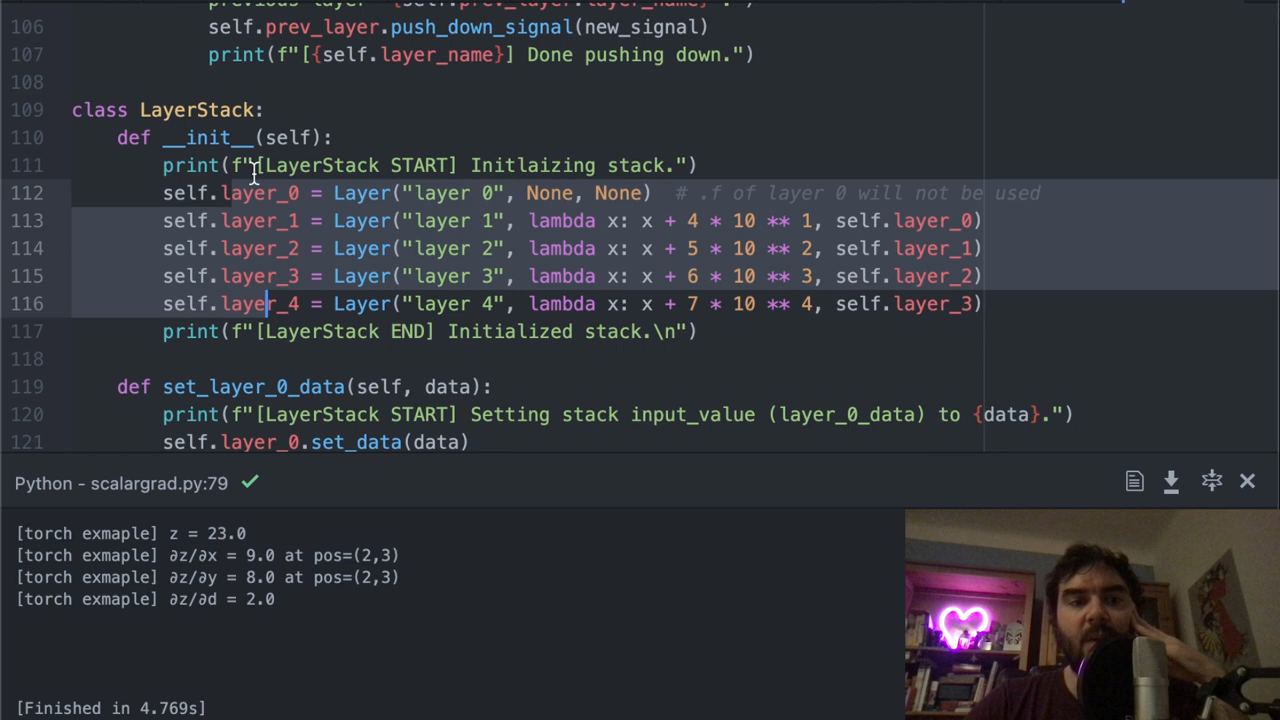 previous layer {self.prev_layer.layer_name}.")
106 self.prev_layer.push_down_signal(new_signal)
107 print(f"[{self.layer_name}] Done pushing down.")
108
109 class LayerStack:
110 def __init__(self):
111 print(f"[LayerStack START] Initlaizing stack.")
112 self.layer_0 = Layer("layer 0", None, None) # .f of layer 0 will not be used
113 self.layer_1 = Layer("layer 1", lambda x: x + 4 * 10 ** 1, self.layer_0)
114 self.layer_2 = Layer("layer 2", lambda x: x + 5 * 10 ** 2, self.layer_1)
115 self.layer_3 = Layer("layer 3", lambda x: x + 6 * 10 ** 3, self.layer_2)
116 self.layer_4 = Layer("layer 4", lambda x: x + 7 * 10 ** 4, self.layer_3)
117 print(f"[LayerStack END] Initialized stack.\n")
118
119 def set_layer_0_data(self, data):
120 print(f"[LayerStack START] Setting stack input_value (layer_0_data) to {data}.")
121 self.layer_0.set_data(data)
Python - scalargrad.py:79
[torch exmaple] z = 23.0
[torch exmaple] ∂z/∂x = 9.0 at pos=(2,3)
[torch exmaple] ∂z/∂y = 8.0 at pos=(2,3)
[torch exmaple] ∂z/∂d = 2.0
[Finished in 4.769s]